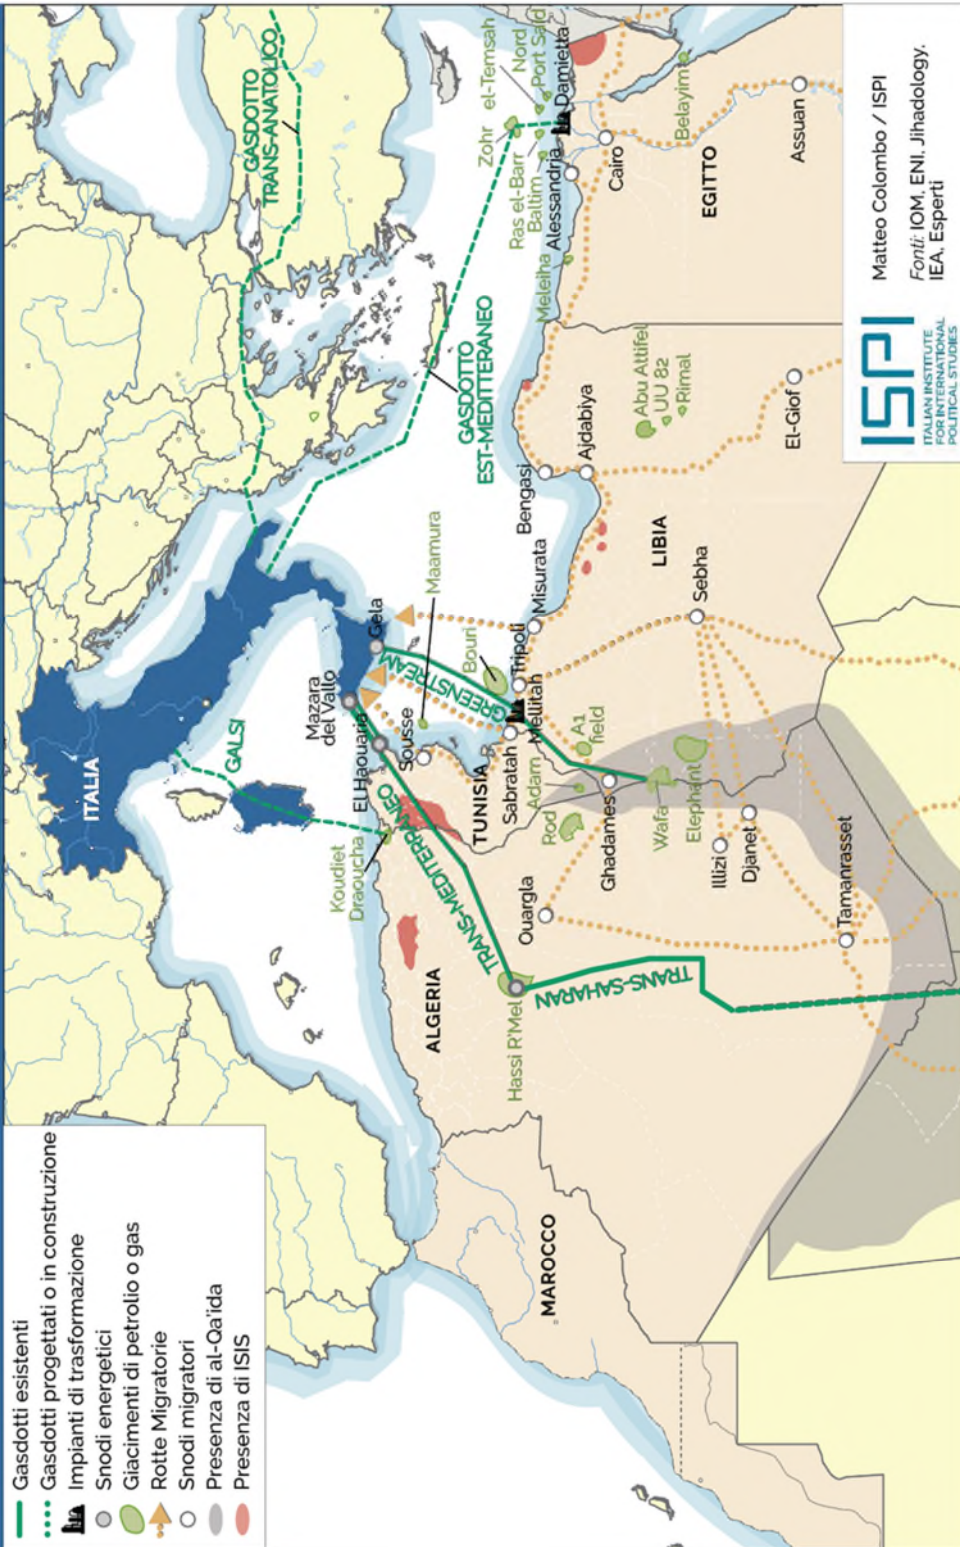 Gasdotti esistenti
Gasdotti progettati o in construzione
Impianti di trasformazione
Snodi energetici
Giacimenti di petrolio o gas
Rotte Migratorie
Snodi migratori
Presenza di al-Qa'ida
Presenza di ISIS
ITALIA
GALSI
GASDOTTO
TRANS-ANATOLICO
Mazara
del Vallo
Gela
El Haouaria
Koudiet
Draoucha
Sousse
Maamura
GREENSTREAM
Bouri
TRANS-MEDITERRANEO
TUNISIA
Sabratah
Mellitah
Tripoli
Misurata
GASDOTTO
EST-MEDITERANEO
Zohr
el-Temsah
Nord
Port Said
Ras el-Barr
Baltim
Damietta
Alessandria
Meleiha
Cairo
Belayim
EGITTO
Assuan
Bengasi
Ajdabiya
Abu Attifel
UU 82
Rimal
El-Giof
LIBIA
Sebha
ALGERIA
Hassi R'Mel
TRANS-SAHARAN
Ouargla
Rod
Adam
A1
field
Ghadames
Wafa
Elephant
Illizi
Djanet
Tamanrasset
MAROCCO
ISPI
ITALIAN INSTITUTE
FOR INTERNATIONAL
POLITICAL STUDIES
Matteo Colombo / ISPI
Fonti: IOM, ENI, Jihadology,
IEA, Esperti